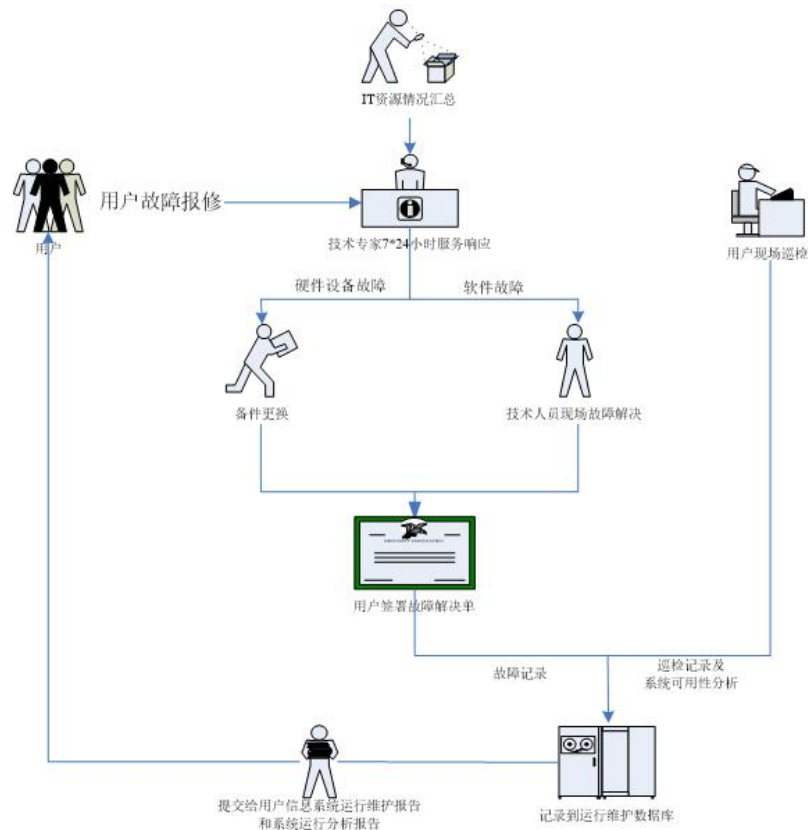 IT资源情况汇总
用户故障报修
用户
技术专家7*24小时服务响应
用户现场巡检
硬件设备故障
软件故障
备件更换
技术人员现场故障解决
用户签署故障解决单
故障记录
巡检记录及
系统可用性分析
提交给用户信息系统运行维护报告
和系统运行分析报告
记录到运行维护数据库